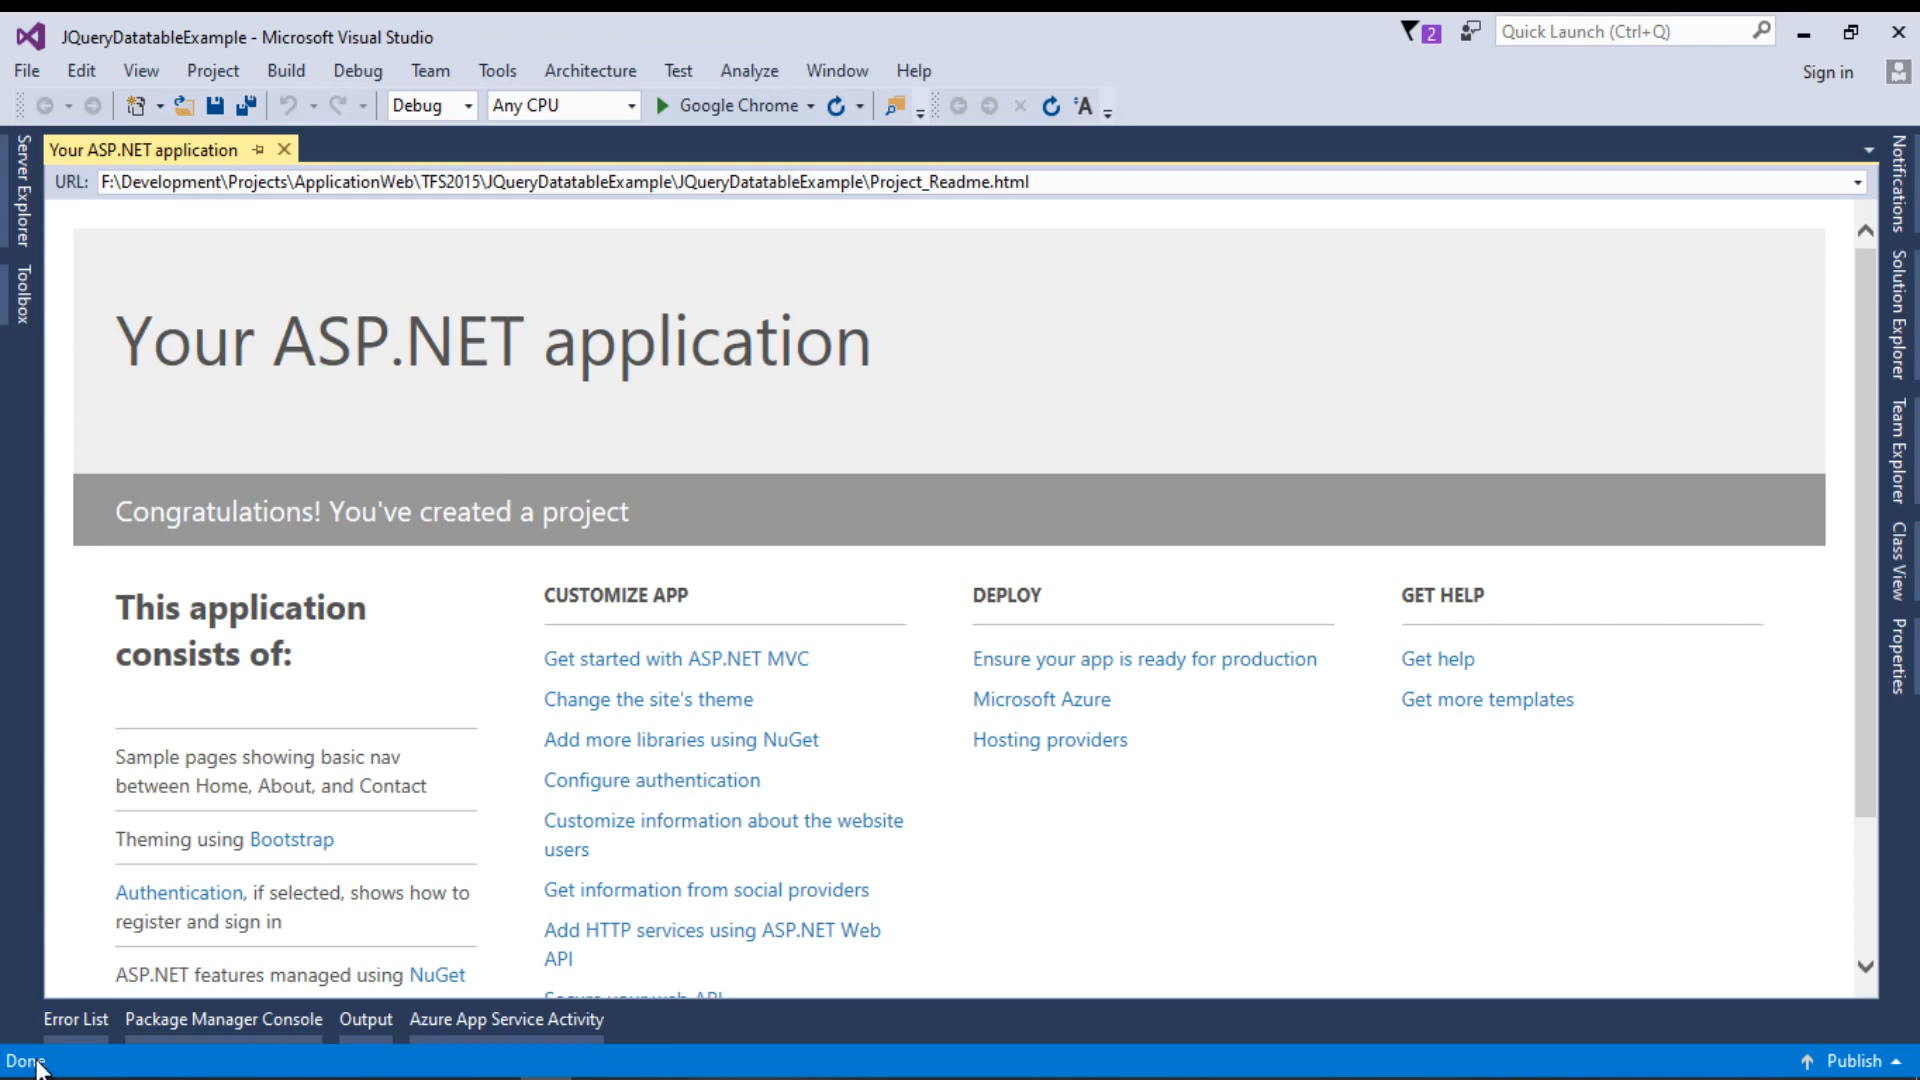 JQueryDatatableExample - Microsoft Visual Studio
2
Quick Launch (Ctrl+Q)
File Edit View Project Build Debug Team Tools Architecture Test Analyze Window Help
Sign in
Debug Any CPU Google Chrome
Server Explorer
Toolbox
Your ASP.NET application
URL: F:\Development\Projects\ApplicationWeb\TFS2015\JQueryDatatableExample\JQueryDatatableExample\Project_Readme.html
Your ASP.NET application
Congratulations! You've created a project
This application
consists of:
Sample pages showing basic nav
between Home, About, and Contact
Theming using Bootstrap
Authentication, if selected, shows how to
register and sign in
ASP.NET features managed using NuGet
CUSTOMIZE APP
Get started with ASP.NET MVC
Change the site's theme
Add more libraries using NuGet
Configure authentication
Customize information about the website
users
Get information from social providers
Add HTTP services using ASP.NET Web
API
Secure your web API
DEPLOY
Ensure your app is ready for production
Microsoft Azure
Hosting providers
GET HELP
Get help
Get more templates
Notifications
Solution Explorer
Team Explorer
Class View
Properties
Error List Package Manager Console Output Azure App Service Activity
Done
Publish